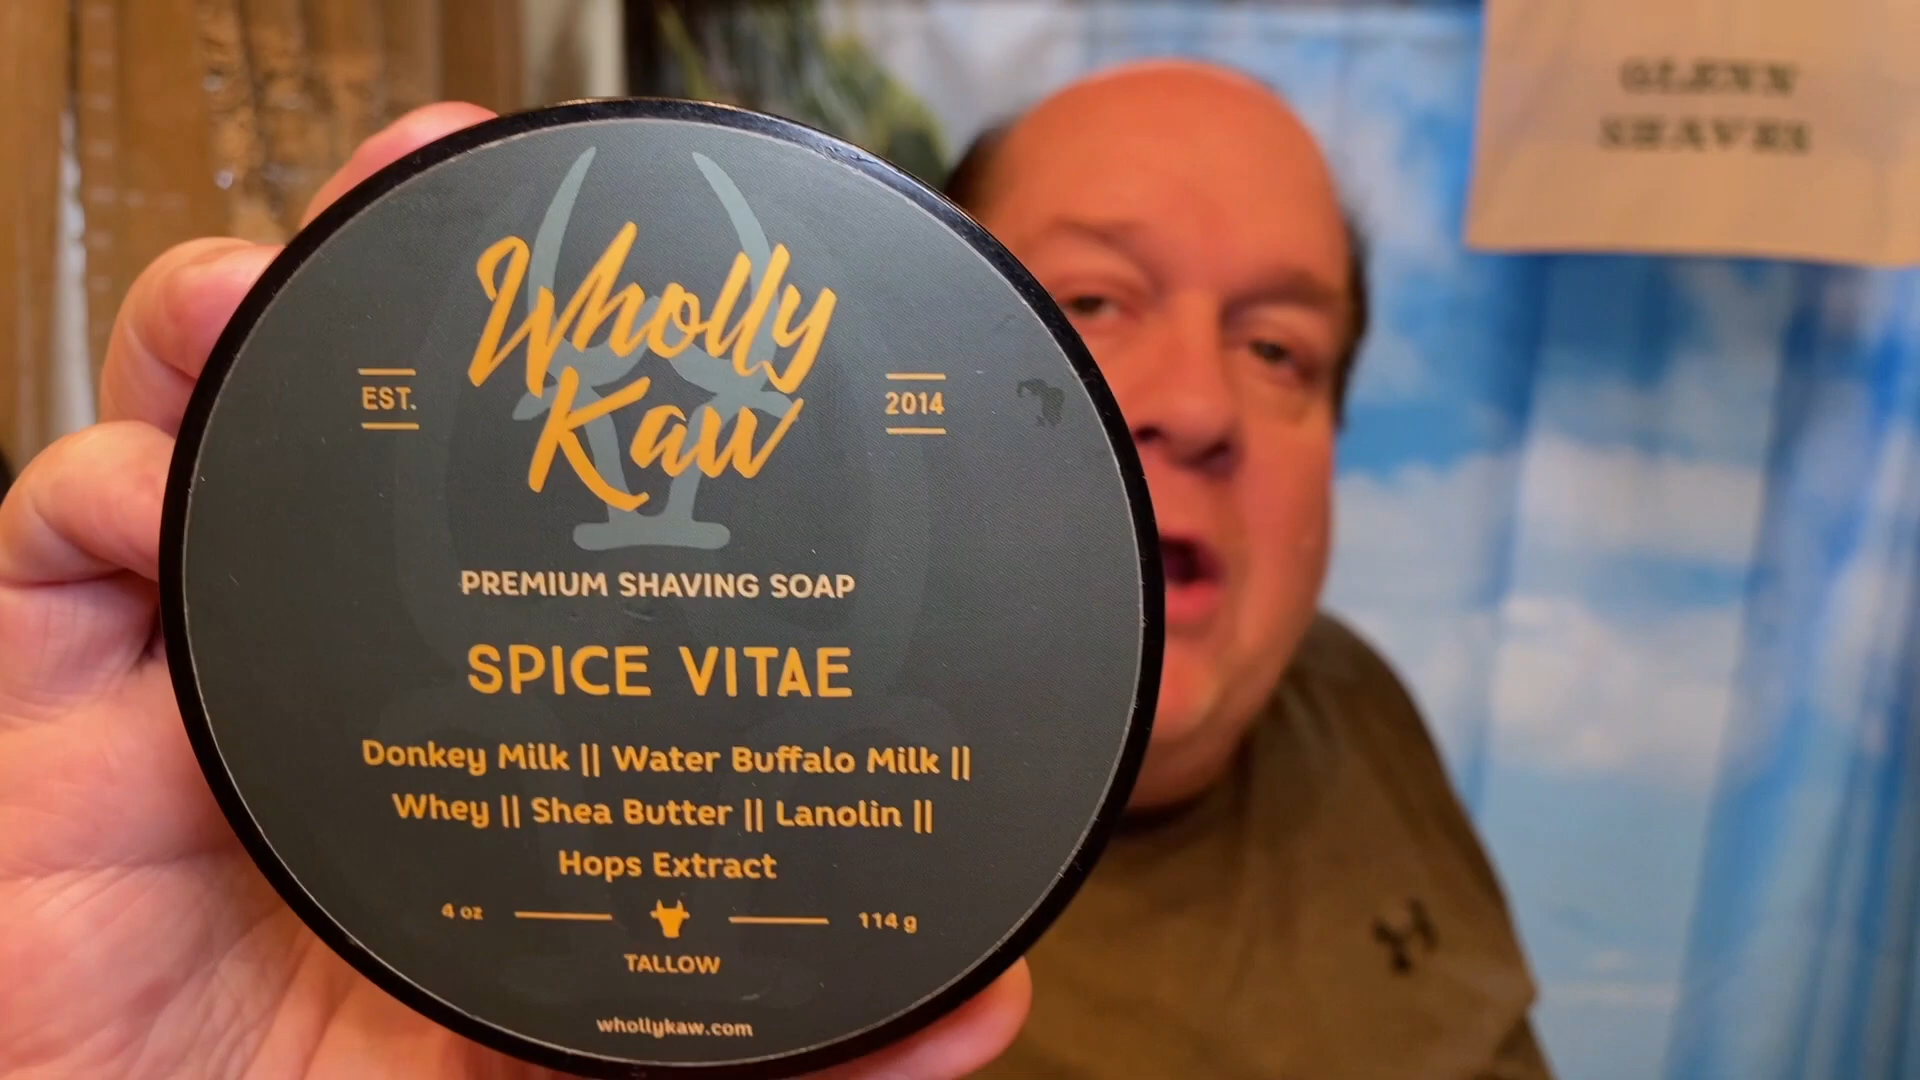 GLENN
SHAVES
Wholly
Kaw
EST.
2014
PREMIUM SHAVING SOAP
SPICE VITAE
Donkey Milk || Water Buffalo Milk ||
Whey || Shea Butter || Lanolin ||
Hops Extract
4 oz
114 g
TALLOW
whollykaw.com